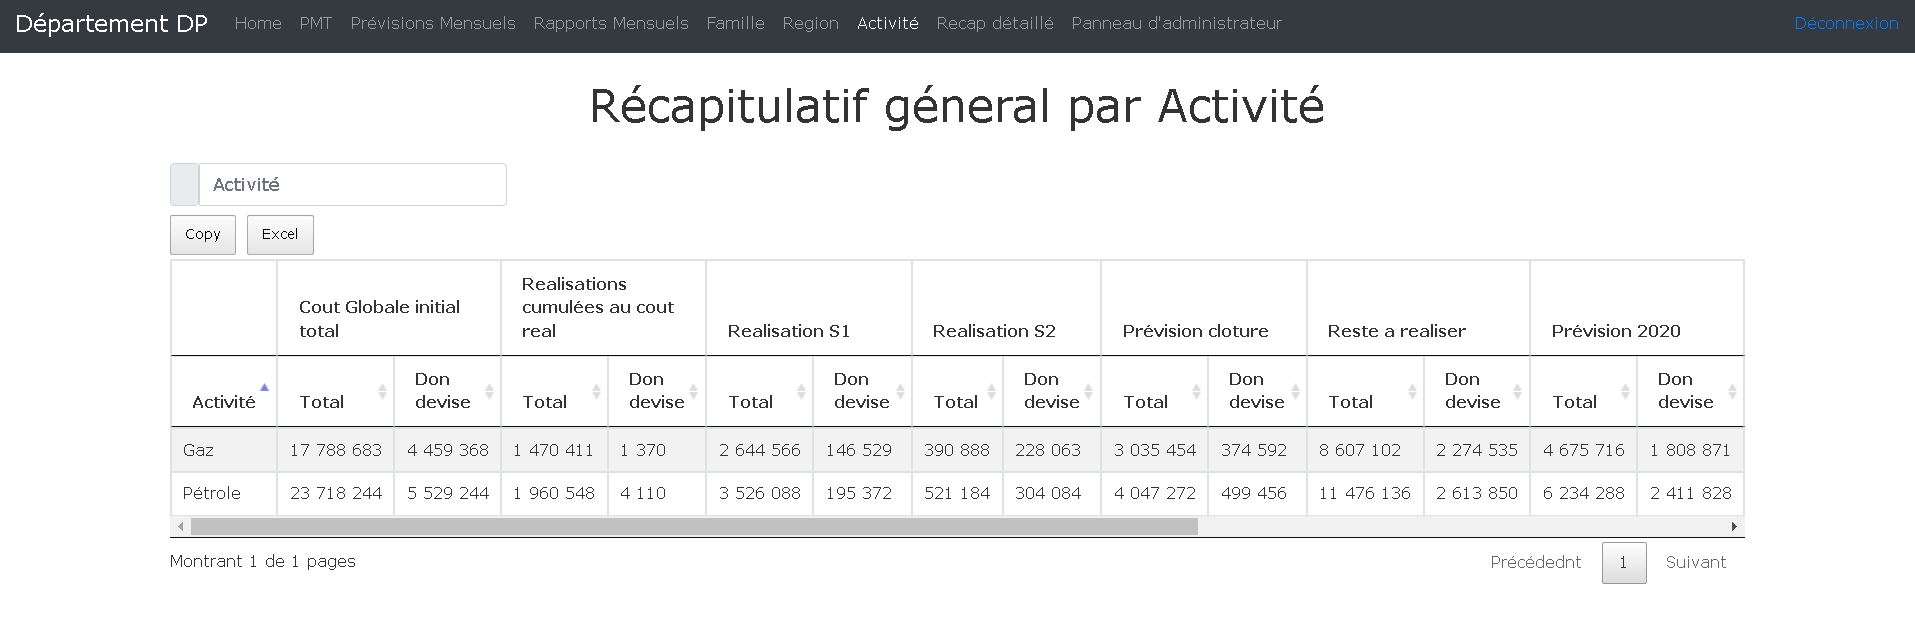 Département DP Home PMT Prévisions Mensuels Rapports Mensuels Famille Region Activité Recap détaillé Panneau d'administrateur Déconnexion
Récapitulatif géneral par Activité
Activité
Copy Excel
Cout Globale initial total Realisations cumulées au cout real Realisation S1 Realisation S2 Prévision cloture Reste a realiser Prévision 2020
Activité Total Don devise Total Don devise Total Don devise Total Don devise Total Don devise Total Don devise Total Don devise
Gaz 17 788 683 4 459 368 1 470 411 1 370 2 644 566 146 529 390 888 228 063 3 035 454 374 592 8 607 102 2 274 535 4 675 716 1 808 871
Pétrole 23 718 244 5 529 244 1 960 548 4 110 3 526 088 195 372 521 184 304 084 4 047 272 499 456 11 476 136 2 613 850 6 234 288 2 411 828
Montrant 1 de 1 pages Précédednt 1 Suivant